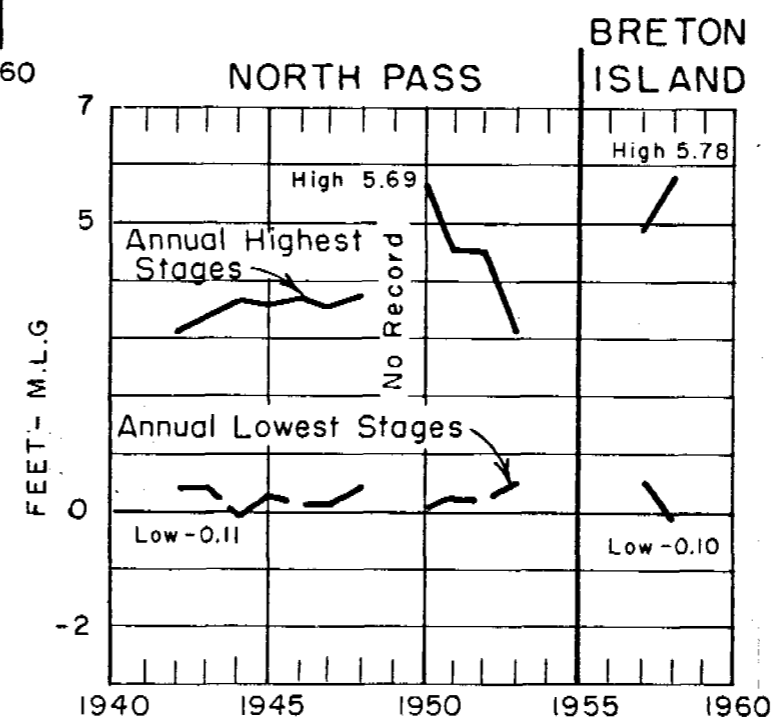 60
NORTH PASS
BRETON
ISLAND
7
5
0
-2
FEET - M.L.G
High 5.69
High 5.78
Annual Highest
Stages
No Record
Annual Lowest Stages
Low -0.11
Low -0.10
1940
1945
1950
1955
1960